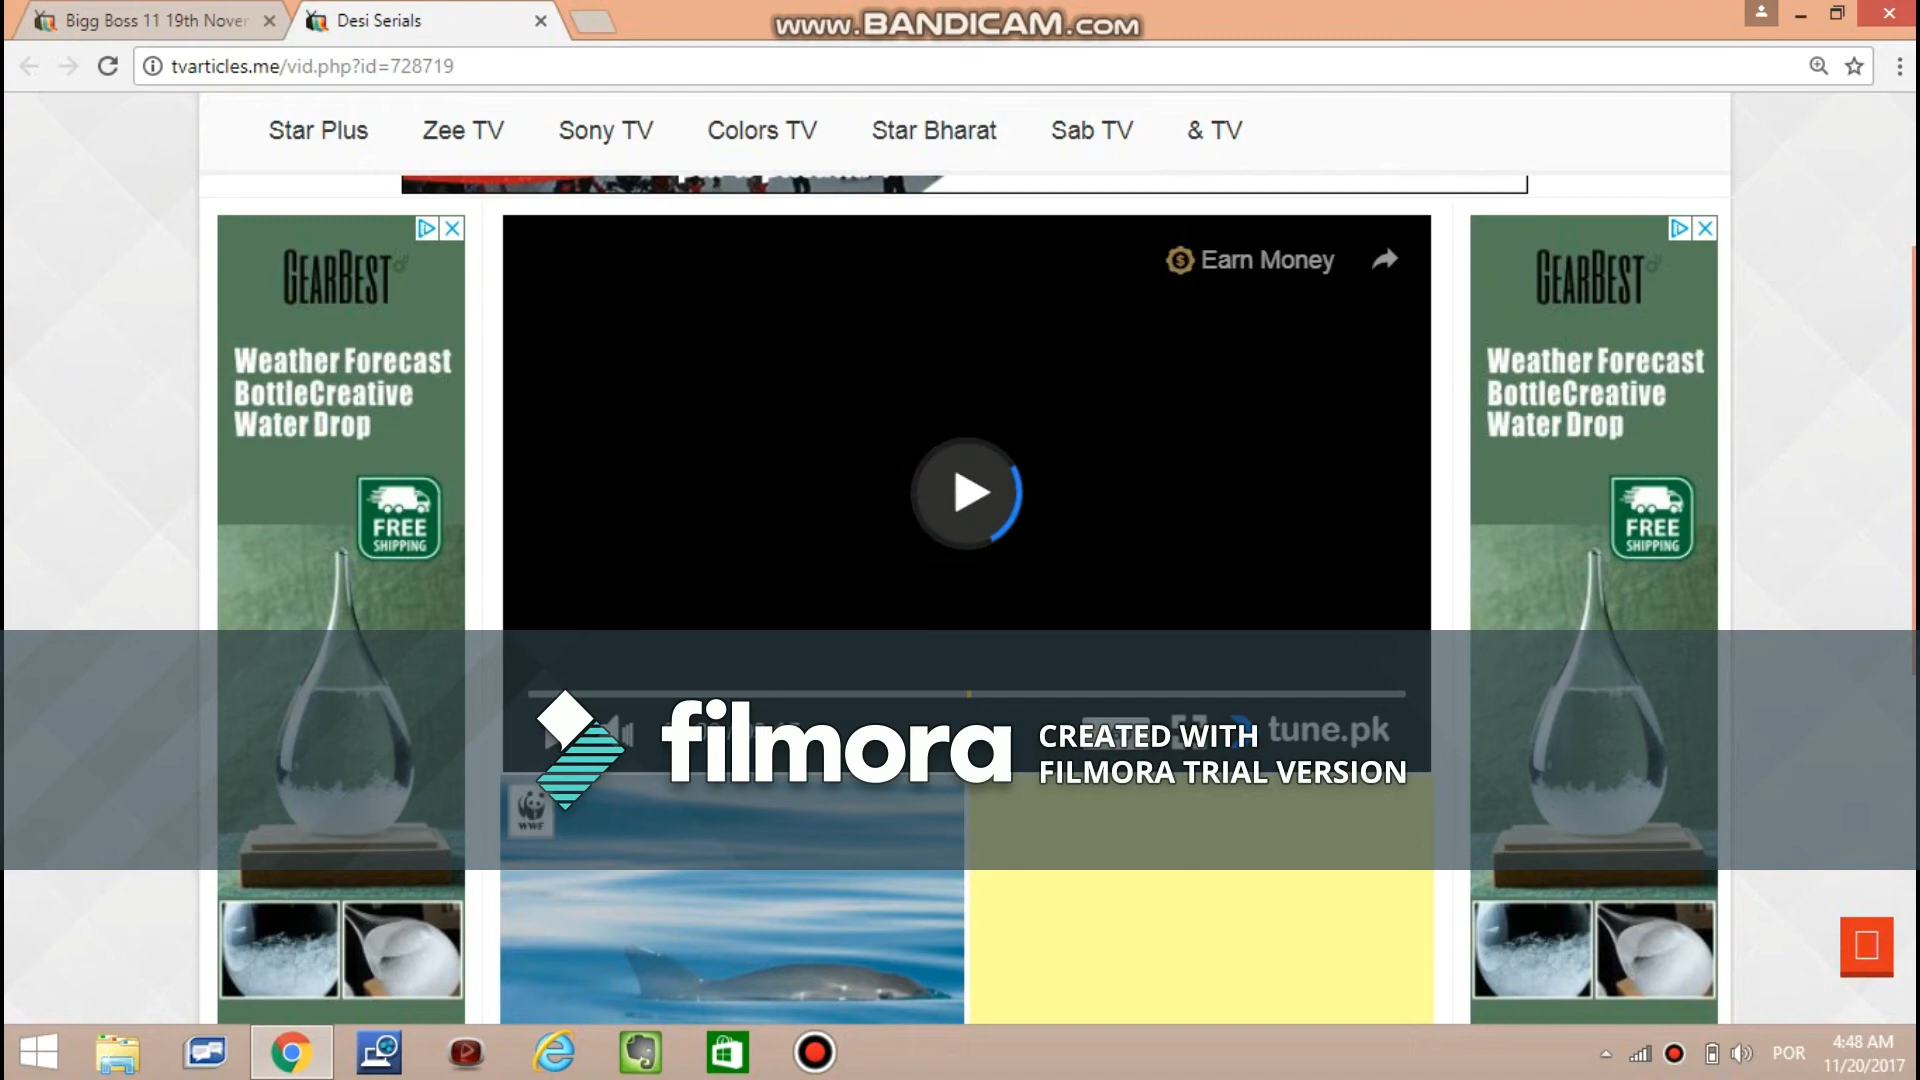 Bigg Boss 11 19th Nover
Desi Serials
www.BANDICAM.com
tvarticles.me/vid.php?id=728719
Star Plus
Zee TV
Sony TV
Colors TV
Star Bharat
Sab TV
& TV
GEARBEST
Weather Forecast
BottleCreative
Water Drop
FREE
SHIPPING
Earn Money
GEARBEST
Weather Forecast
BottleCreative
Water Drop
FREE
SHIPPING
tune.pk
filmora
CREATED WITH
FILMORA TRIAL VERSION
WWF
POR
4:48 AM
11/20/2017